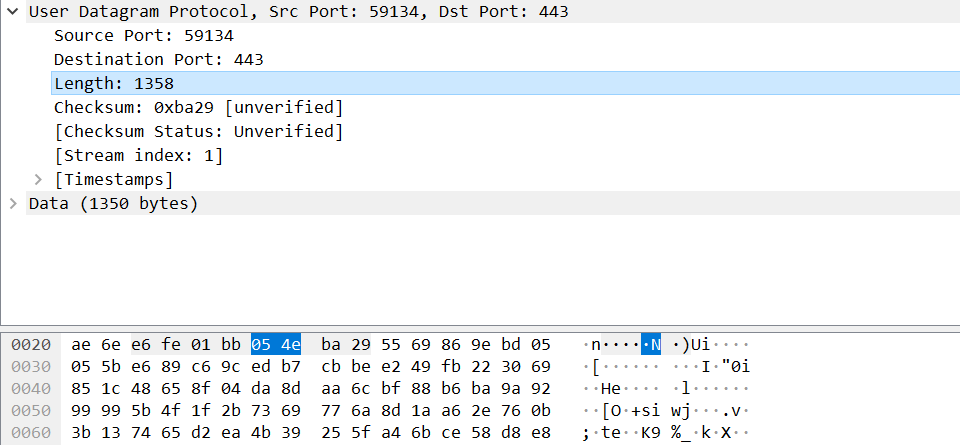 User Datagram Protocol, Src Port: 59134, Dst Port: 443
Source Port: 59134
Destination Port: 443
Length: 1358
Checksum: 0xba29 [unverified]
[Checksum Status: Unverified]
[Stream index: 1]
[Timestamps]
Data (1350 bytes)
0020 ae 6e e6 fe 01 bb 05 4e ba 29 55 69 86 9e bd 05 ·n·····N ·)Ui····
0030 05 5b e6 89 c6 9c ed b7 cb be e2 49 fb 22 30 69 ·[······ ···I·"0i
0040 85 1c 48 65 8f 04 da 8d aa 6c bf 88 b6 ba 9a 92 ··He···· ·l······
0050 99 99 5b 4f 1f 2b 73 69 77 6a 8d 1a a6 2e 76 0b ··[O·+si wj···.v·
0060 3b 13 74 65 d2 ea 4b 39 25 5f a4 6b ce 58 d8 e8 ;·te··K9 %_·k·X··